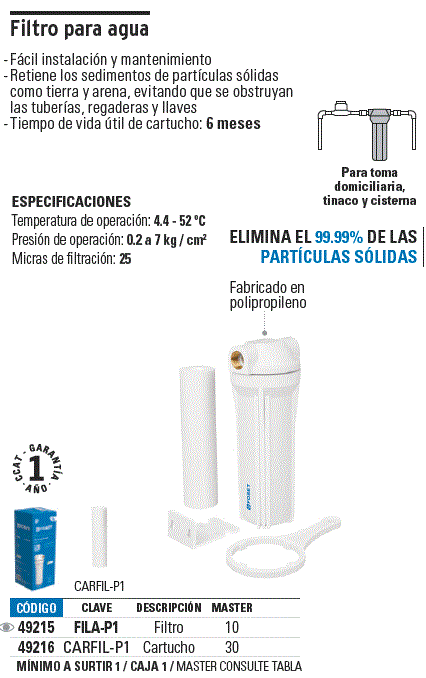 Filtro para agua
- Fácil instalación y mantenimiento
- Retiene los sedimentos de partículas sólidas
como tierra y arena, evitando que se obstruyan
las tuberías, regaderas y llaves
- Tiempo de vida útil de cartucho: 6 meses
Para toma
domiciliaria,
tinaco y cisterna
ESPECIFICACIONES
Temperatura de operación: 4.4 - 52 °C
Presión de operación: 0.2 a 7 kg / cm²
Micras de filtración: 25
ELIMINA EL 99.99% DE LAS
PARTÍCULAS SÓLIDAS
Fabricado en
polipropileno
FOSET
CCAT - GARANTÍA
1
AÑO
FOSET
CARFIL-P1
CÓDIGO CLAVE DESCRIPCIÓN MASTER
49215 FILA-P1 Filtro 10
49216 CARFIL-P1 Cartucho 30
MÍNIMO A SURTIR 1 / CAJA 1 / MASTER CONSULTE TABLA